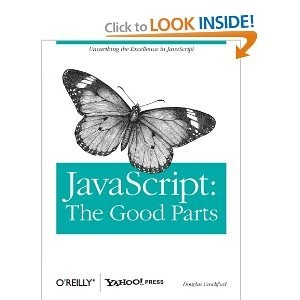 Click to LOOK INSIDE!
Unearthing the Excellence in JavaScript
JavaScript:
The Good Parts
O'REILLY®
YAHOO! PRESS
Douglas Crockford